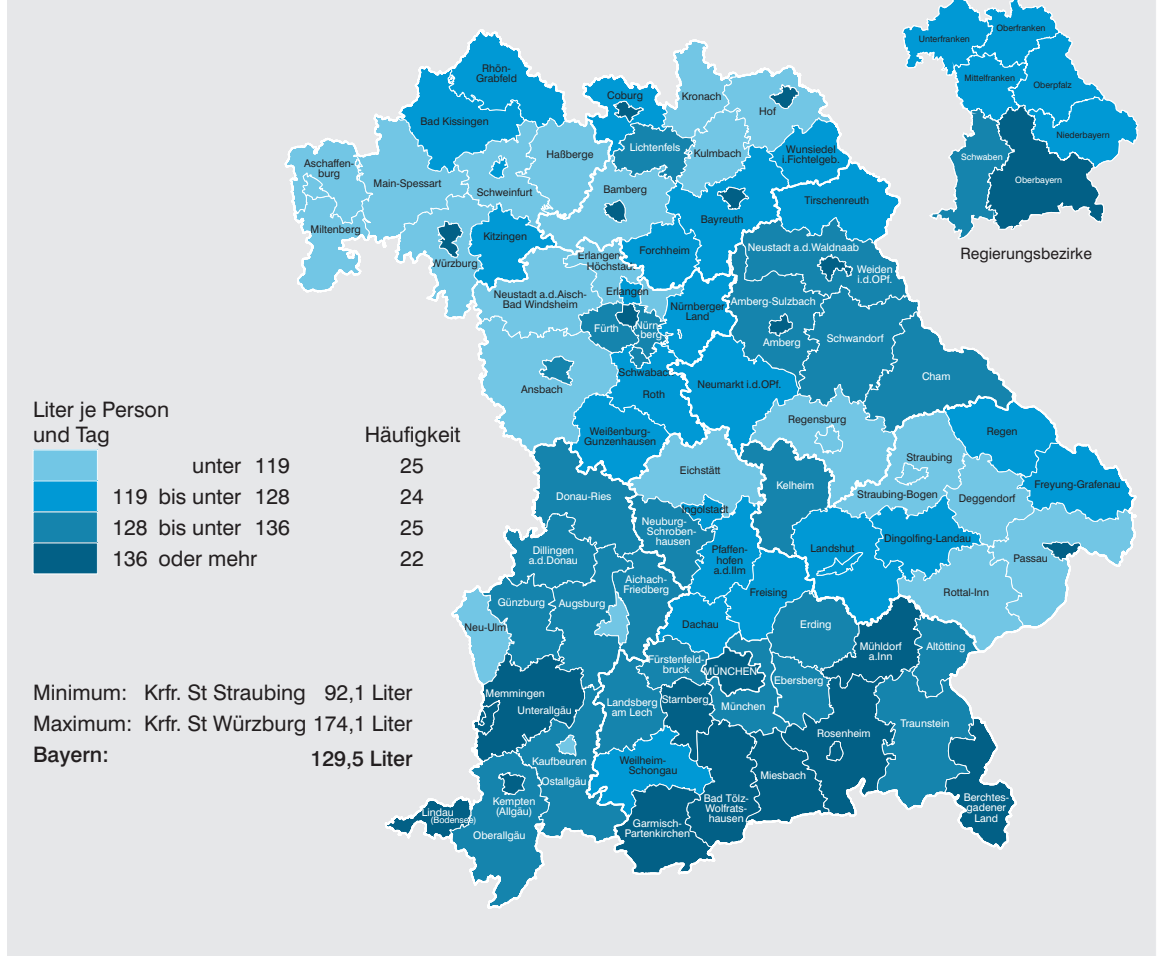 Unterfranken
Oberfranken
Mittelfranken
Oberpfalz
Niederbayern
Schwaben
Oberbayern
Regierungsbezirke
Rhön-
Grabfeld
Bad Kissingen
Coburg
Kronach
Hof
Lichtenfels
Kulmbach
Wunsiedel
i.Fichtelgeb.
Haßberge
Aschaffen-
burg
Main-Spessart
Schweinfurt
Bamberg
Bayreuth
Tirschenreuth
Miltenberg
Würzburg
Kitzingen
Forchheim
Erlangen-
Höchstadt
Neustadt a.d.Waldnaab
Weiden
i.d.OPf.
Neustadt a.d.Aisch-
Bad Windsheim
Erlangen
Nürnberger
Land
Amberg-Sulzbach
Amberg
Fürth
Nürn-
berg
Schwandorf
Ansbach
Schwabach
Roth
Neumarkt i.d.OPf.
Cham
Weißenburg-
Gunzenhausen
Regensburg
Regen
Straubing
Straubing-Bogen
Freyung-Grafenau
Deggendorf
Eichstätt
Kelheim
Donau-Ries
Ingolstadt
Neuburg-
Schroben-
hausen
Pfaffen-
hofen
a.d.Ilm
Landshut
Dingolfing-Landau
Passau
Rottal-Inn
Dillingen
a.d.Donau
Aichach-
Friedberg
Freising
Günzburg
Augsburg
Neu-Ulm
Dachau
Erding
Mühldorf
a.Inn
Altötting
Fürstenfeld-
bruck
MÜNCHEN
Ebersberg
München
Landsberg
am Lech
Starnberg
Memmingen
Unterallgäu
Rosenheim
Traunstein
Kaufbeuren
Ostallgäu
Weilheim-
Schongau
Miesbach
Bad Tölz-
Wolfrats-
hausen
Berchtes-
gadener
Land
Kempten
(Allgäu)
Lindau
(Bodensee)
Oberallgäu
Garmisch-
Partenkirchen
Liter je Person
und Tag Häufigkeit
unter 119 25
119 bis unter 128 24
128 bis unter 136 25
136 oder mehr 22
Minimum: Krfr. St Straubing 92,1 Liter
Maximum: Krfr. St Würzburg 174,1 Liter
Bayern: 129,5 Liter